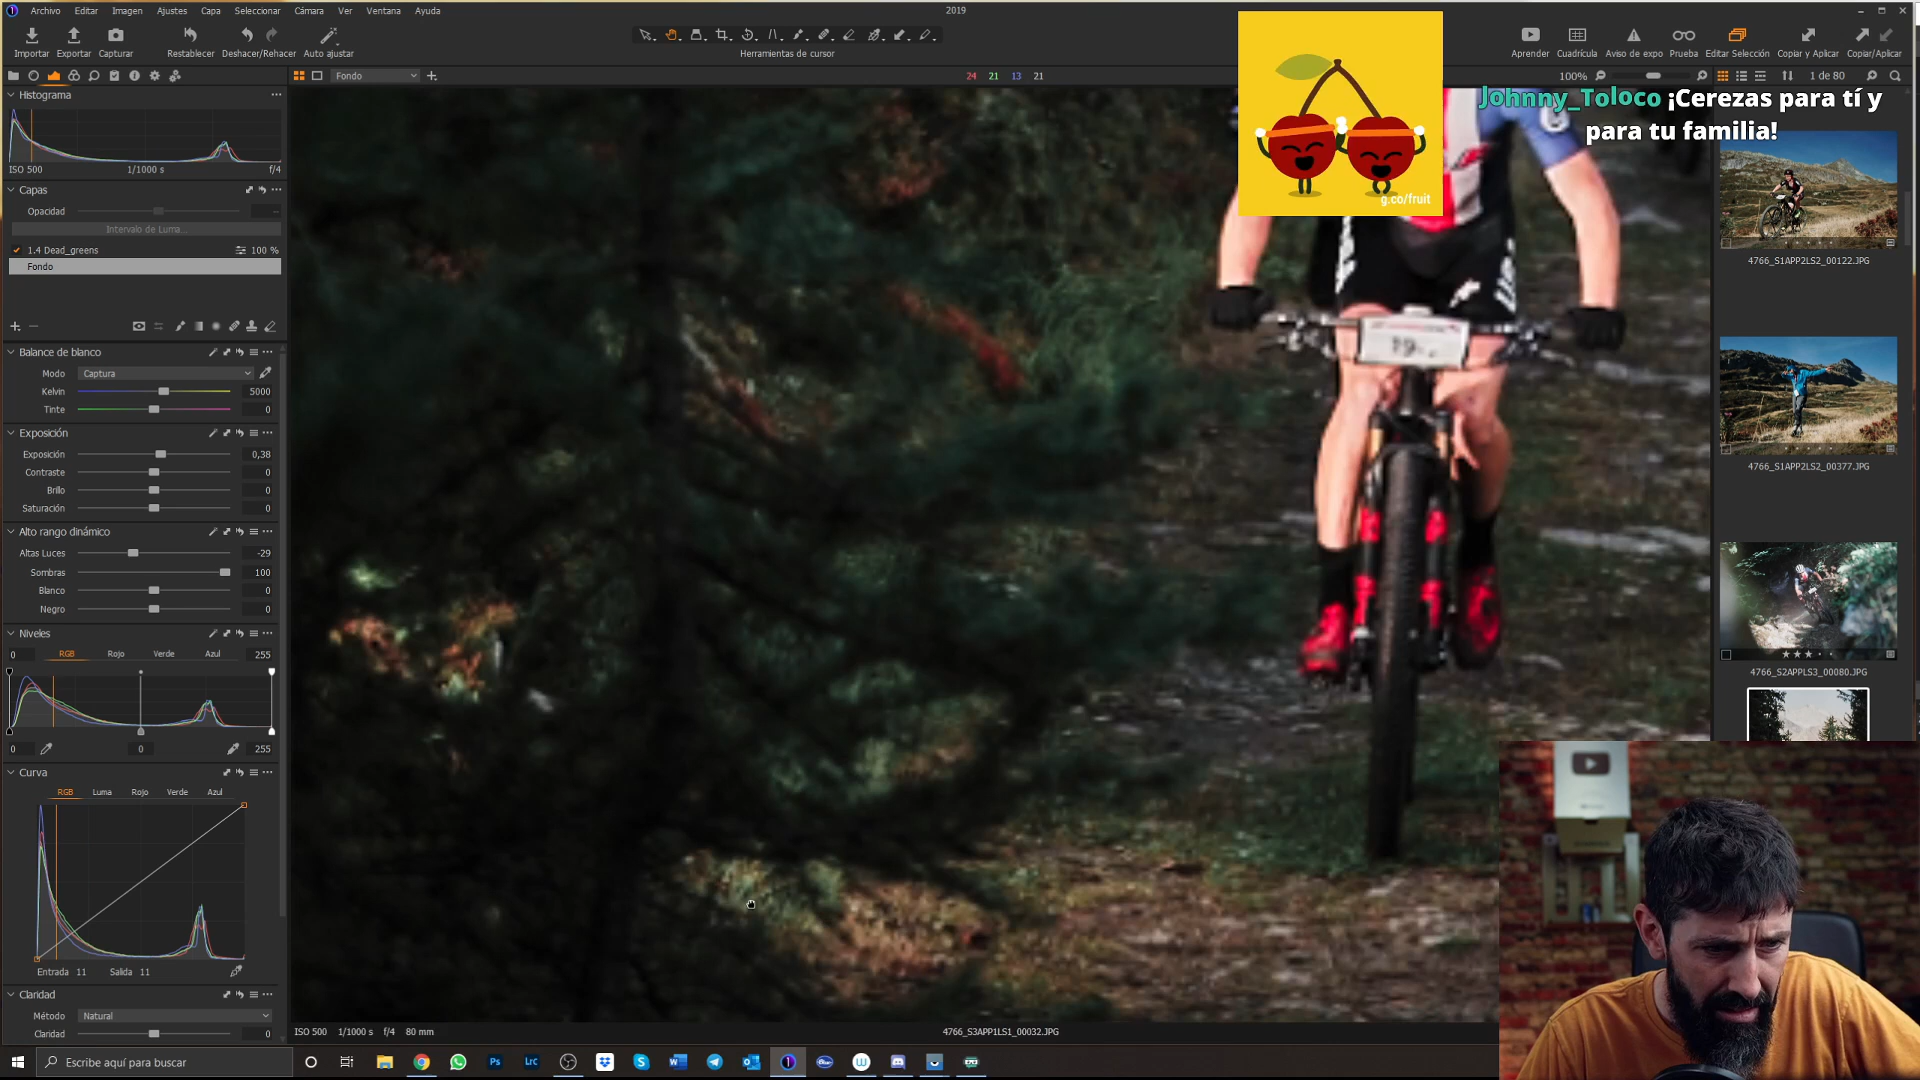 Archivo Editar Imagen Ajustes Capa Seleccionar Cámara Ver Ventana Ayuda
2019
Importar Exportar Capturar Restablecer Deshacer/Rehacer Auto ajustar
Herramientas de cursor
Aprender Cuadrícula Aviso de expo Prueba Editar Selección Copiar y Aplicar Copiar/Aplicar
Fondo
24 21 13 21
100%
1 de 80
Johnny_Toloco ¡Cerezas para tí y
para tu familia!
g.co/fruit
Histograma
ISO 500 1/1000 s f/4
Capas
Opacidad --
Intervalo de Luma...
1.4 Dead_greens 100 %
Fondo
Balance de blanco
Modo Captura
Kelvin 5000
Tinte 0
Exposición
Exposición 0,38
Contraste 0
Brillo 0
Saturación 0
Alto rango dinámico
Altas Luces -29
Sombras 100
Blanco 0
Negro 0
Niveles
0 RGB Rojo Verde Azul 255
0 0 255
Curva
RGB Luma Rojo Verde Azul
Entrada 11 Salida 11
Claridad
Método Natural
Claridad 0
4766_S1APP2LS2_00122.JPG
4766_S1APP2LS2_00377.JPG
4766_S2APPLS3_00080.JPG
ISO 500 1/1000 s f/4 80 mm
4766_S3APP1LS1_00032.JPG
Escribe aquí para buscar
Ps
Lrc